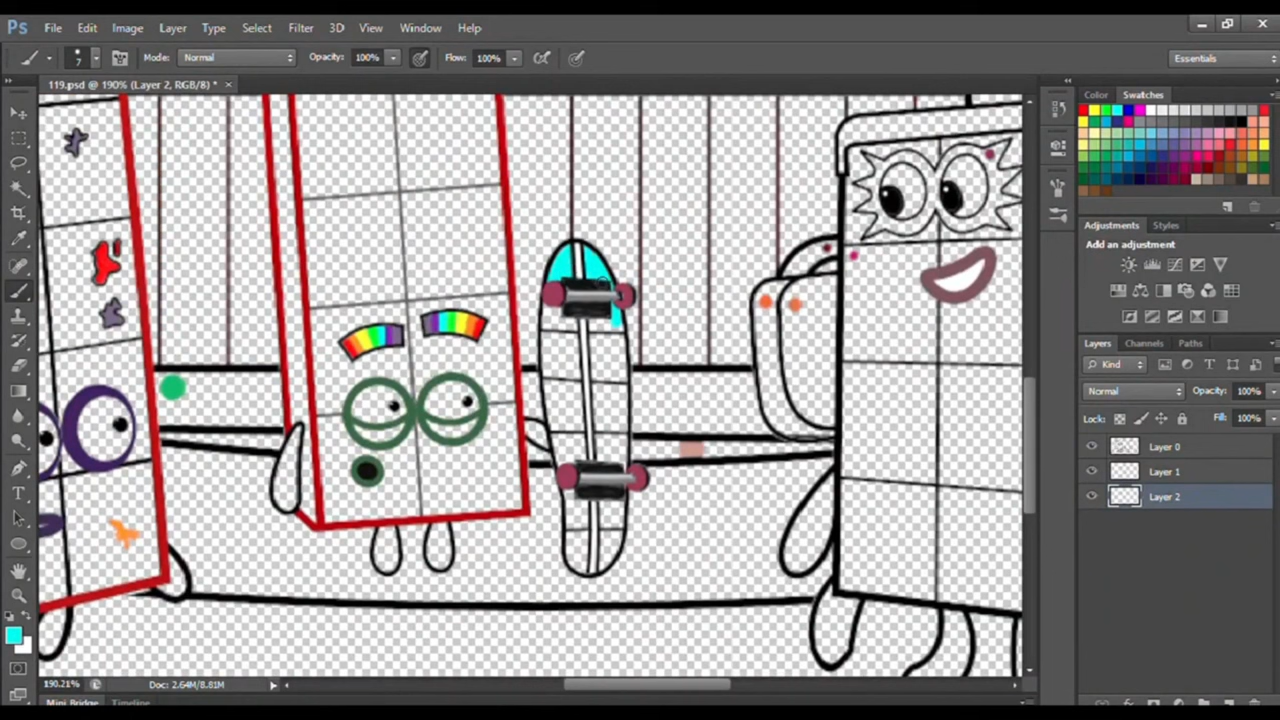 Ps File Edit Image Layer Type Select Filter 3D View Window Help
7 Mode: Normal Opacity: 100% Flow: 100% Essentials
119.psd @ 190% (Layer 2, RGB/8) * ×
Color Swatches
Adjustments Styles
Add an adjustment
Layers Channels Paths
Kind
Normal Opacity: 100%
Lock: Fill: 100%
Layer 0
Layer 1
Layer 2
190.21% Doc: 2.64M/8.81M
Mini Bridge Timeline